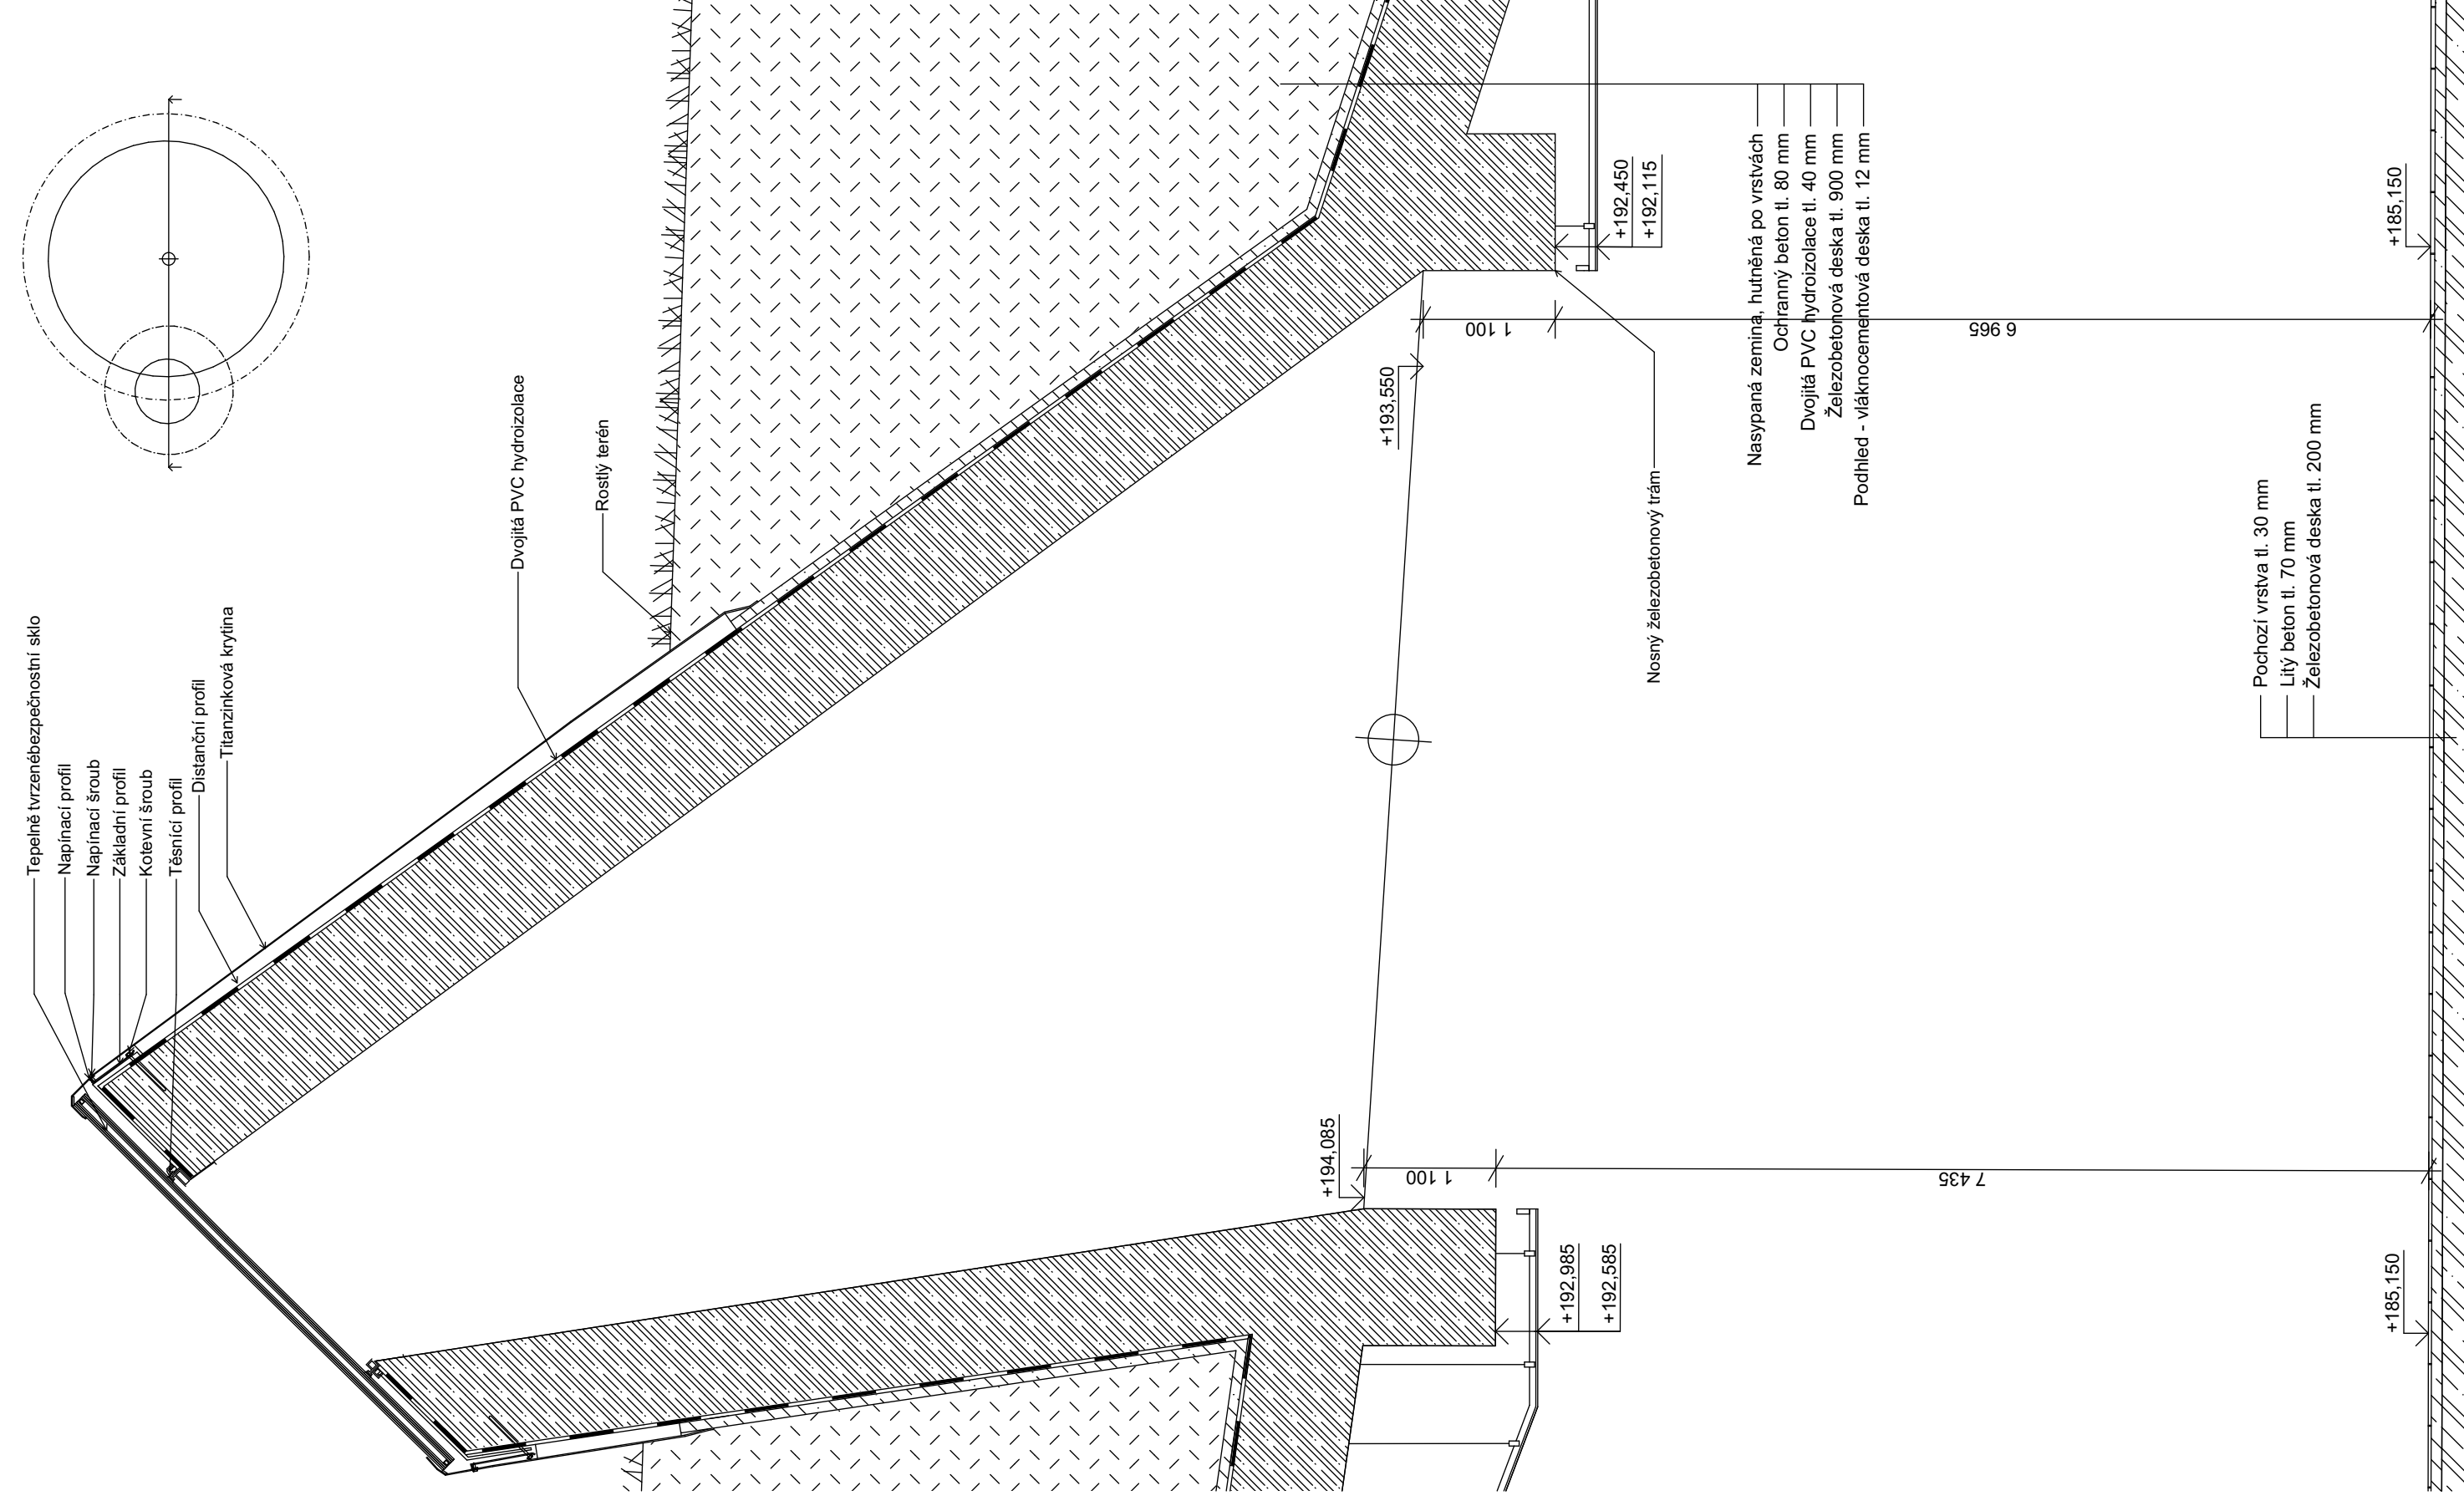 Tepelně tvrzenébezpečnostní sklo
Napínací profil
Napínací šroub
Základní profil
Kotevní šroub
Těsnící profil
Distanční profil
Titanzinková krytina
Dvojitá PVC hydroizolace
Rostlý terén
+194,085
+193,550
1 100
1 100
+192,985
+192,585
+192,450
+192,115
Nosný železobetonový trám
Nasypaná zemina, hutněná po vrstvách
Ochranný beton tl. 80 mm
Dvojitá PVC hydroizolace tl. 40 mm
Železobetonová deska tl. 900 mm
Podhled - vláknocementová deska tl. 12 mm
7 435
6 965
Pochozí vrstva tl. 30 mm
Litý beton tl. 70 mm
Železobetonová deska tl. 200 mm
+185,150
+185,150